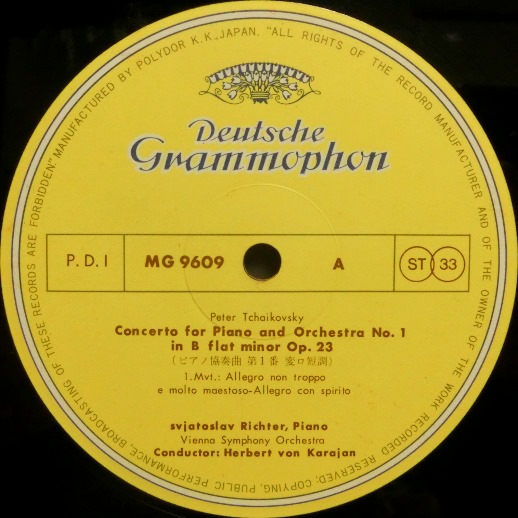 MANUFACTURED BY POLYDOR K.K., JAPAN. "ALL RIGHTS OF THE RECORD MANUFACTURER AND OF THE OWNER OF THE WORK RECORDED RESERVED; COPYING, PUBLIC PERFORMANCE, BROADCASTING OF THESE RECORDS ARE FORBIDDEN."
Deutsche
Grammophon
P.D.I MG 9609 A ST 33
Peter Tchaikovsky
Concerto for Piano and Orchestra No. 1
in B flat minor Op. 23
(ピアノ協奏曲 第1番 変ロ短調)
1. Mvt.: Allegro non troppo
e molto maestoso-Allegro con spirito
svjatoslav Richter, Piano
Vienna Symphony Orchestra
Conductor: Herbert von Karajan